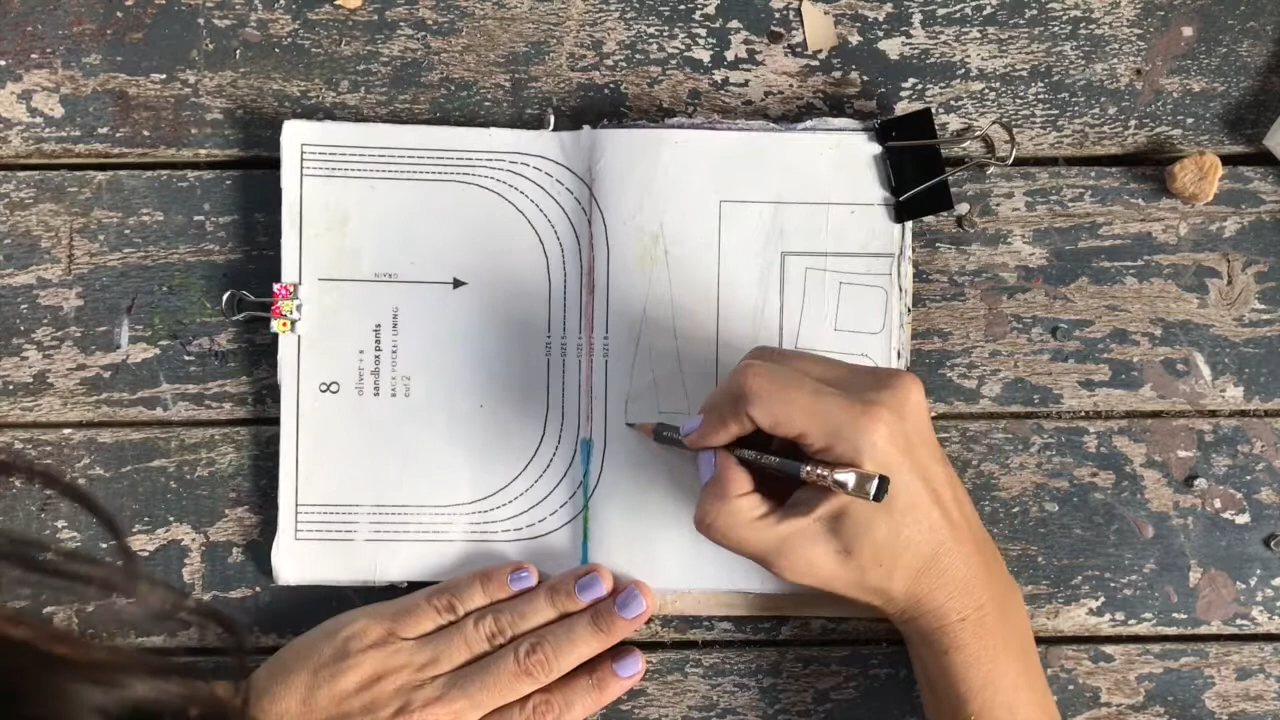 GRAIN
8
oliver + s
sandbox pants
BACK POCKET LINING
cut 2
SIZE 4
SIZE 5
SIZE 6
SIZE 7
SIZE 8